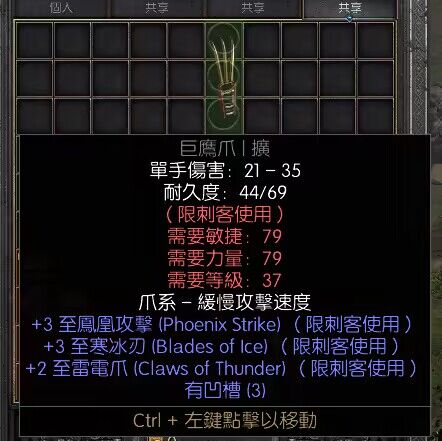 個人 共享 共享 共享
巨鷹爪 | 擴
單手傷害: 21 - 35
耐久度: 44/69
(限刺客使用)
需要敏捷: 79
需要力量: 79
需要等級: 37
爪系 - 緩慢攻擊速度
+3 至鳳凰攻擊 (Phoenix Strike) (限刺客使用)
+3 至寒冰刃 (Blades of Ice) (限刺客使用)
+2 至雷電爪 (Claws of Thunder) (限刺客使用)
有凹槽 (3)
Ctrl + 左鍵點擊以移動